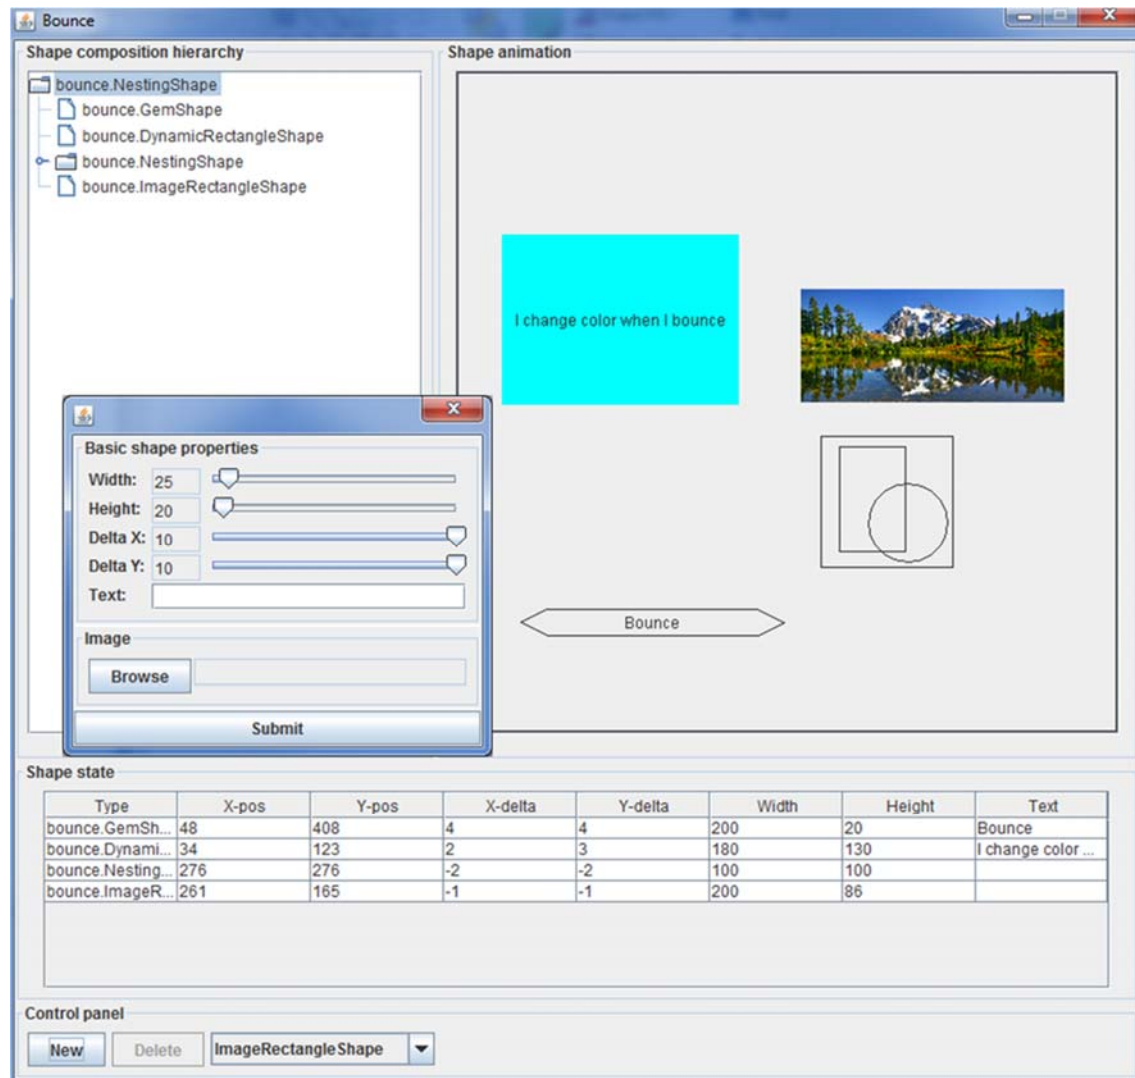 Bounce
Shape composition hierarchy
bounce.NestingShape
bounce.GemShape
bounce.DynamicRectangleShape
bounce.NestingShape
bounce.ImageRectangleShape
Shape animation
I change color when I bounce
Bounce
Basic shape properties
Width: 25
Height: 20
Delta X: 10
Delta Y: 10
Text:
Image
Browse
Submit
Shape state
Type X-pos Y-pos X-delta Y-delta Width Height Text
bounce.GemSh... 48 408 4 4 200 20 Bounce
bounce.Dynami... 34 123 2 3 180 130 I change color ...
bounce.Nesting... 276 276 -2 -2 100 100
bounce.ImageR... 261 165 -1 -1 200 86
Control panel
New Delete ImageRectangleShape